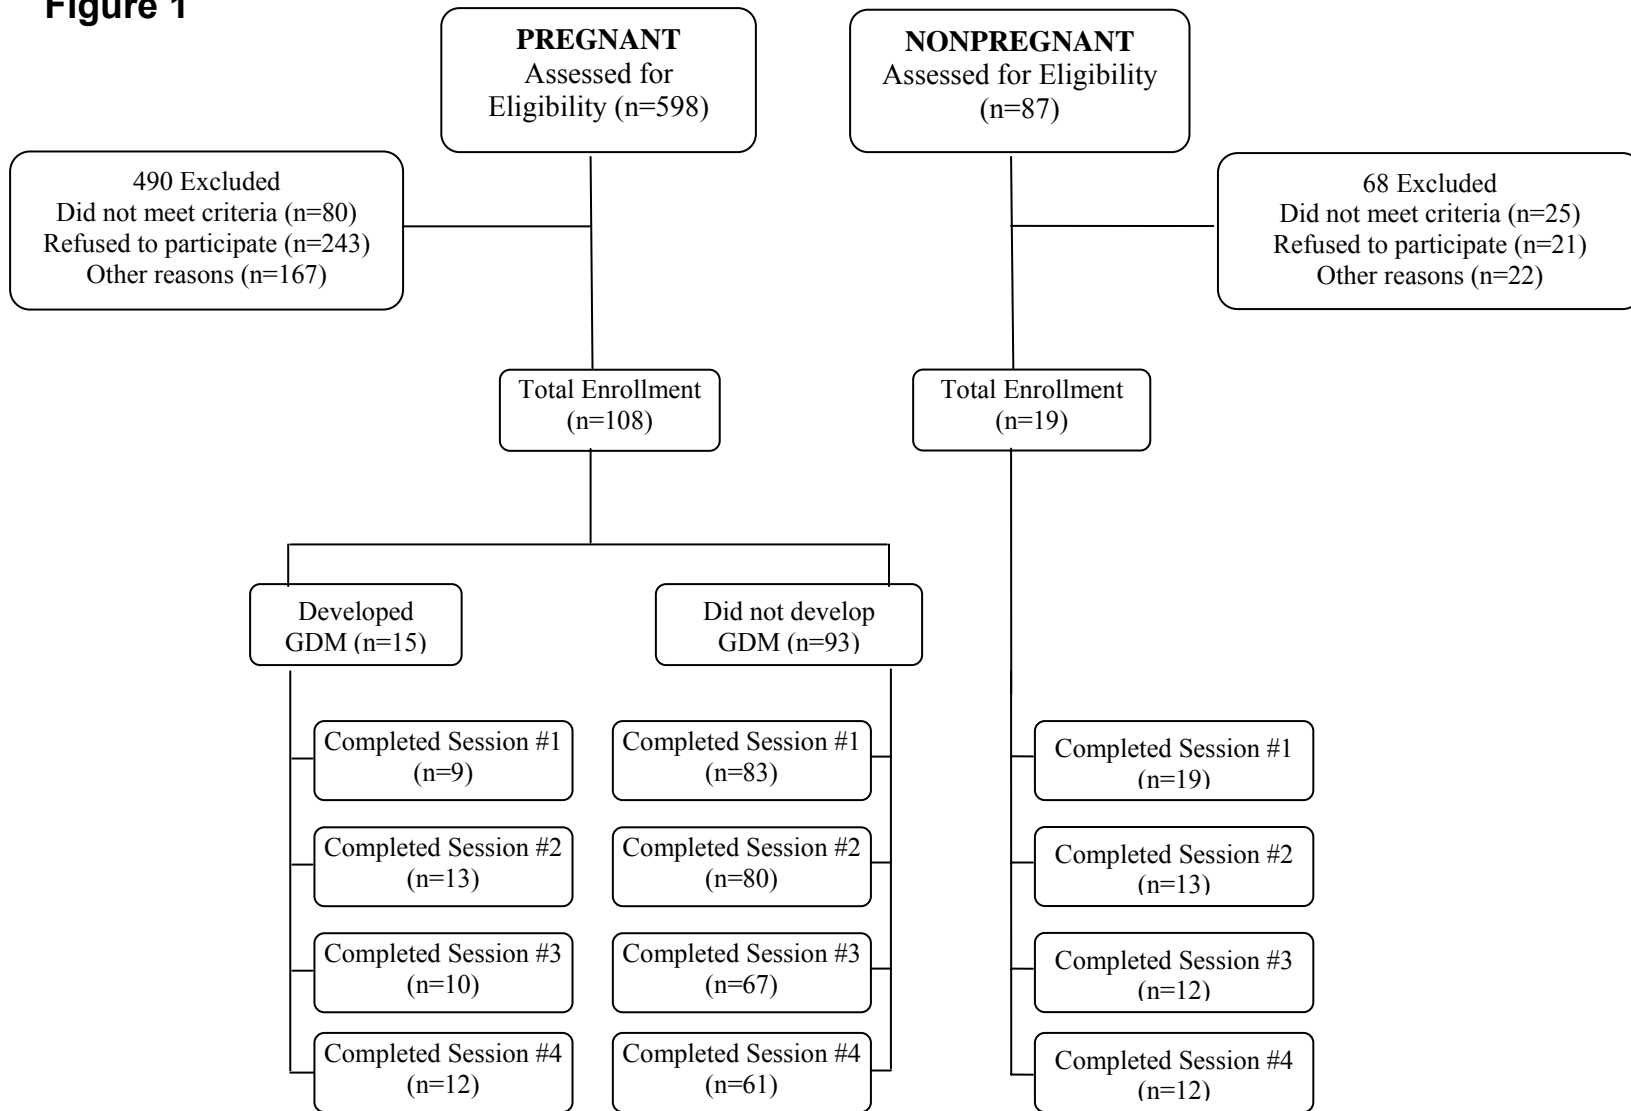 Figure 1
PREGNANT
Assessed for
Eligibility (n=598)
NONPREGNANT
Assessed for Eligibility
(n=87)
490 Excluded
Did not meet criteria (n=80)
Refused to participate (n=243)
Other reasons (n=167)
68 Excluded
Did not meet criteria (n=25)
Refused to participate (n=21)
Other reasons (n=22)
Total Enrollment
(n=108)
Total Enrollment
(n=19)
Developed
GDM (n=15)
Did not develop
GDM (n=93)
Completed Session #1
(n=9)
Completed Session #2
(n=13)
Completed Session #3
(n=10)
Completed Session #4
(n=12)
Completed Session #1
(n=83)
Completed Session #2
(n=80)
Completed Session #3
(n=67)
Completed Session #4
(n=61)
Completed Session #1
(n=19)
Completed Session #2
(n=13)
Completed Session #3
(n=12)
Completed Session #4
(n=12)